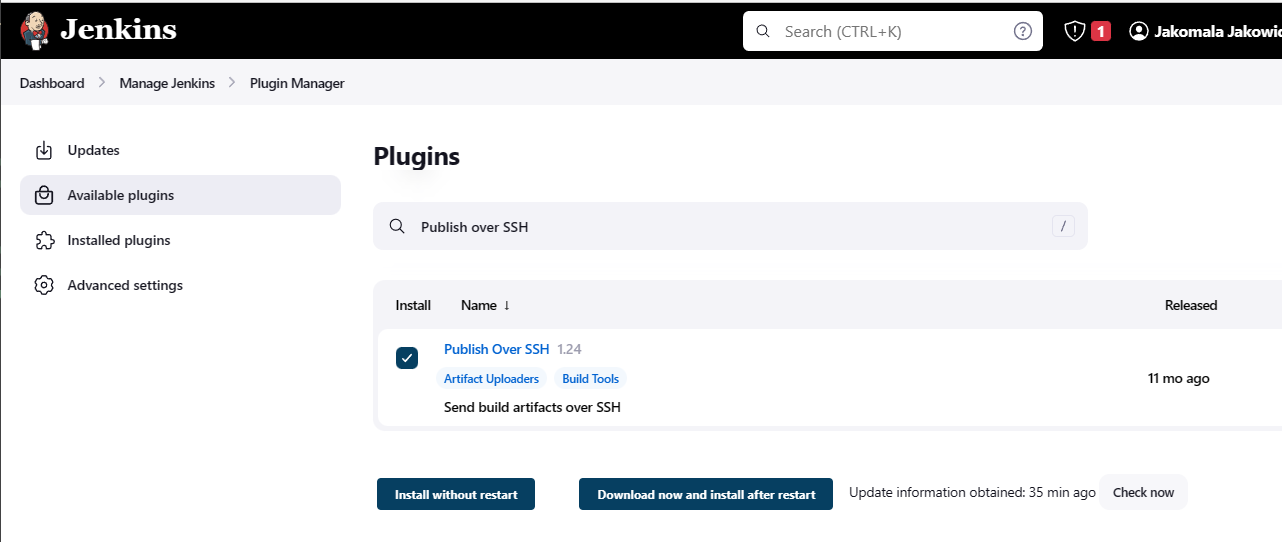 Jenkins
Search (CTRL+K) ?
1
Jakomala Jakowic
Dashboard > Manage Jenkins > Plugin Manager
Updates
Available plugins
Installed plugins
Advanced settings
Plugins
Publish over SSH /
Install Name ↓ Released
Publish Over SSH 1.24
Artifact Uploaders Build Tools
11 mo ago
Send build artifacts over SSH
Install without restart Download now and install after restart Update information obtained: 35 min ago Check now